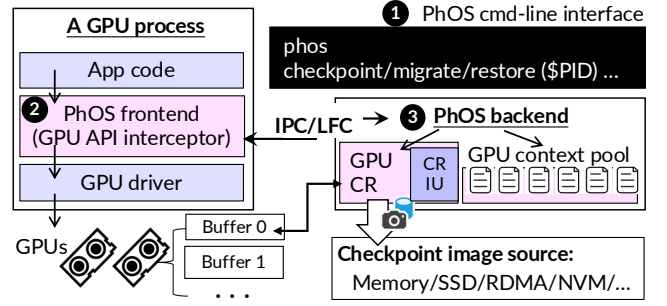 A GPU process
App code
2
PhOS frontend
(GPU API interceptor)
GPU driver
GPUs
Buffer 0
Buffer 1
. . .
1 PhOS cmd-line interface
phos
checkpoint/migrate/restore ($PID) ...
IPC/LFC
3 PhOS backend
GPU
CR
CR
IU
GPU context pool
Checkpoint image source:
Memory/SSD/RDMA/NVM/...